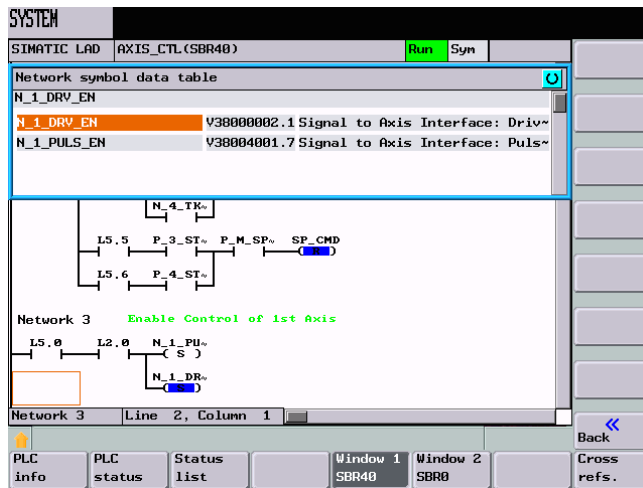 SYSTEM
SIMATIC LAD AXIS_CTL(SBR40) Run Sym
Network symbol data table
N_1_DRV_EN
N_1_DRV_EN V38000002.1 Signal to Axis Interface: Driv~
N_1_PULS_EN V38004001.7 Signal to Axis Interface: Puls~
N_4_TK~
L5.5 P_3_ST~ P_M_SP~ SP_CMD
R
L5.6 P_4_ST~
Network 3 Enable Control of 1st Axis
L5.0 L2.0 N_1_PU~
S
N_1_DR~
S
Network 3 Line 2, Column 1
Back
PLC info PLC status Status list Window 1 SBR40 Window 2 SBR0 Cross refs.